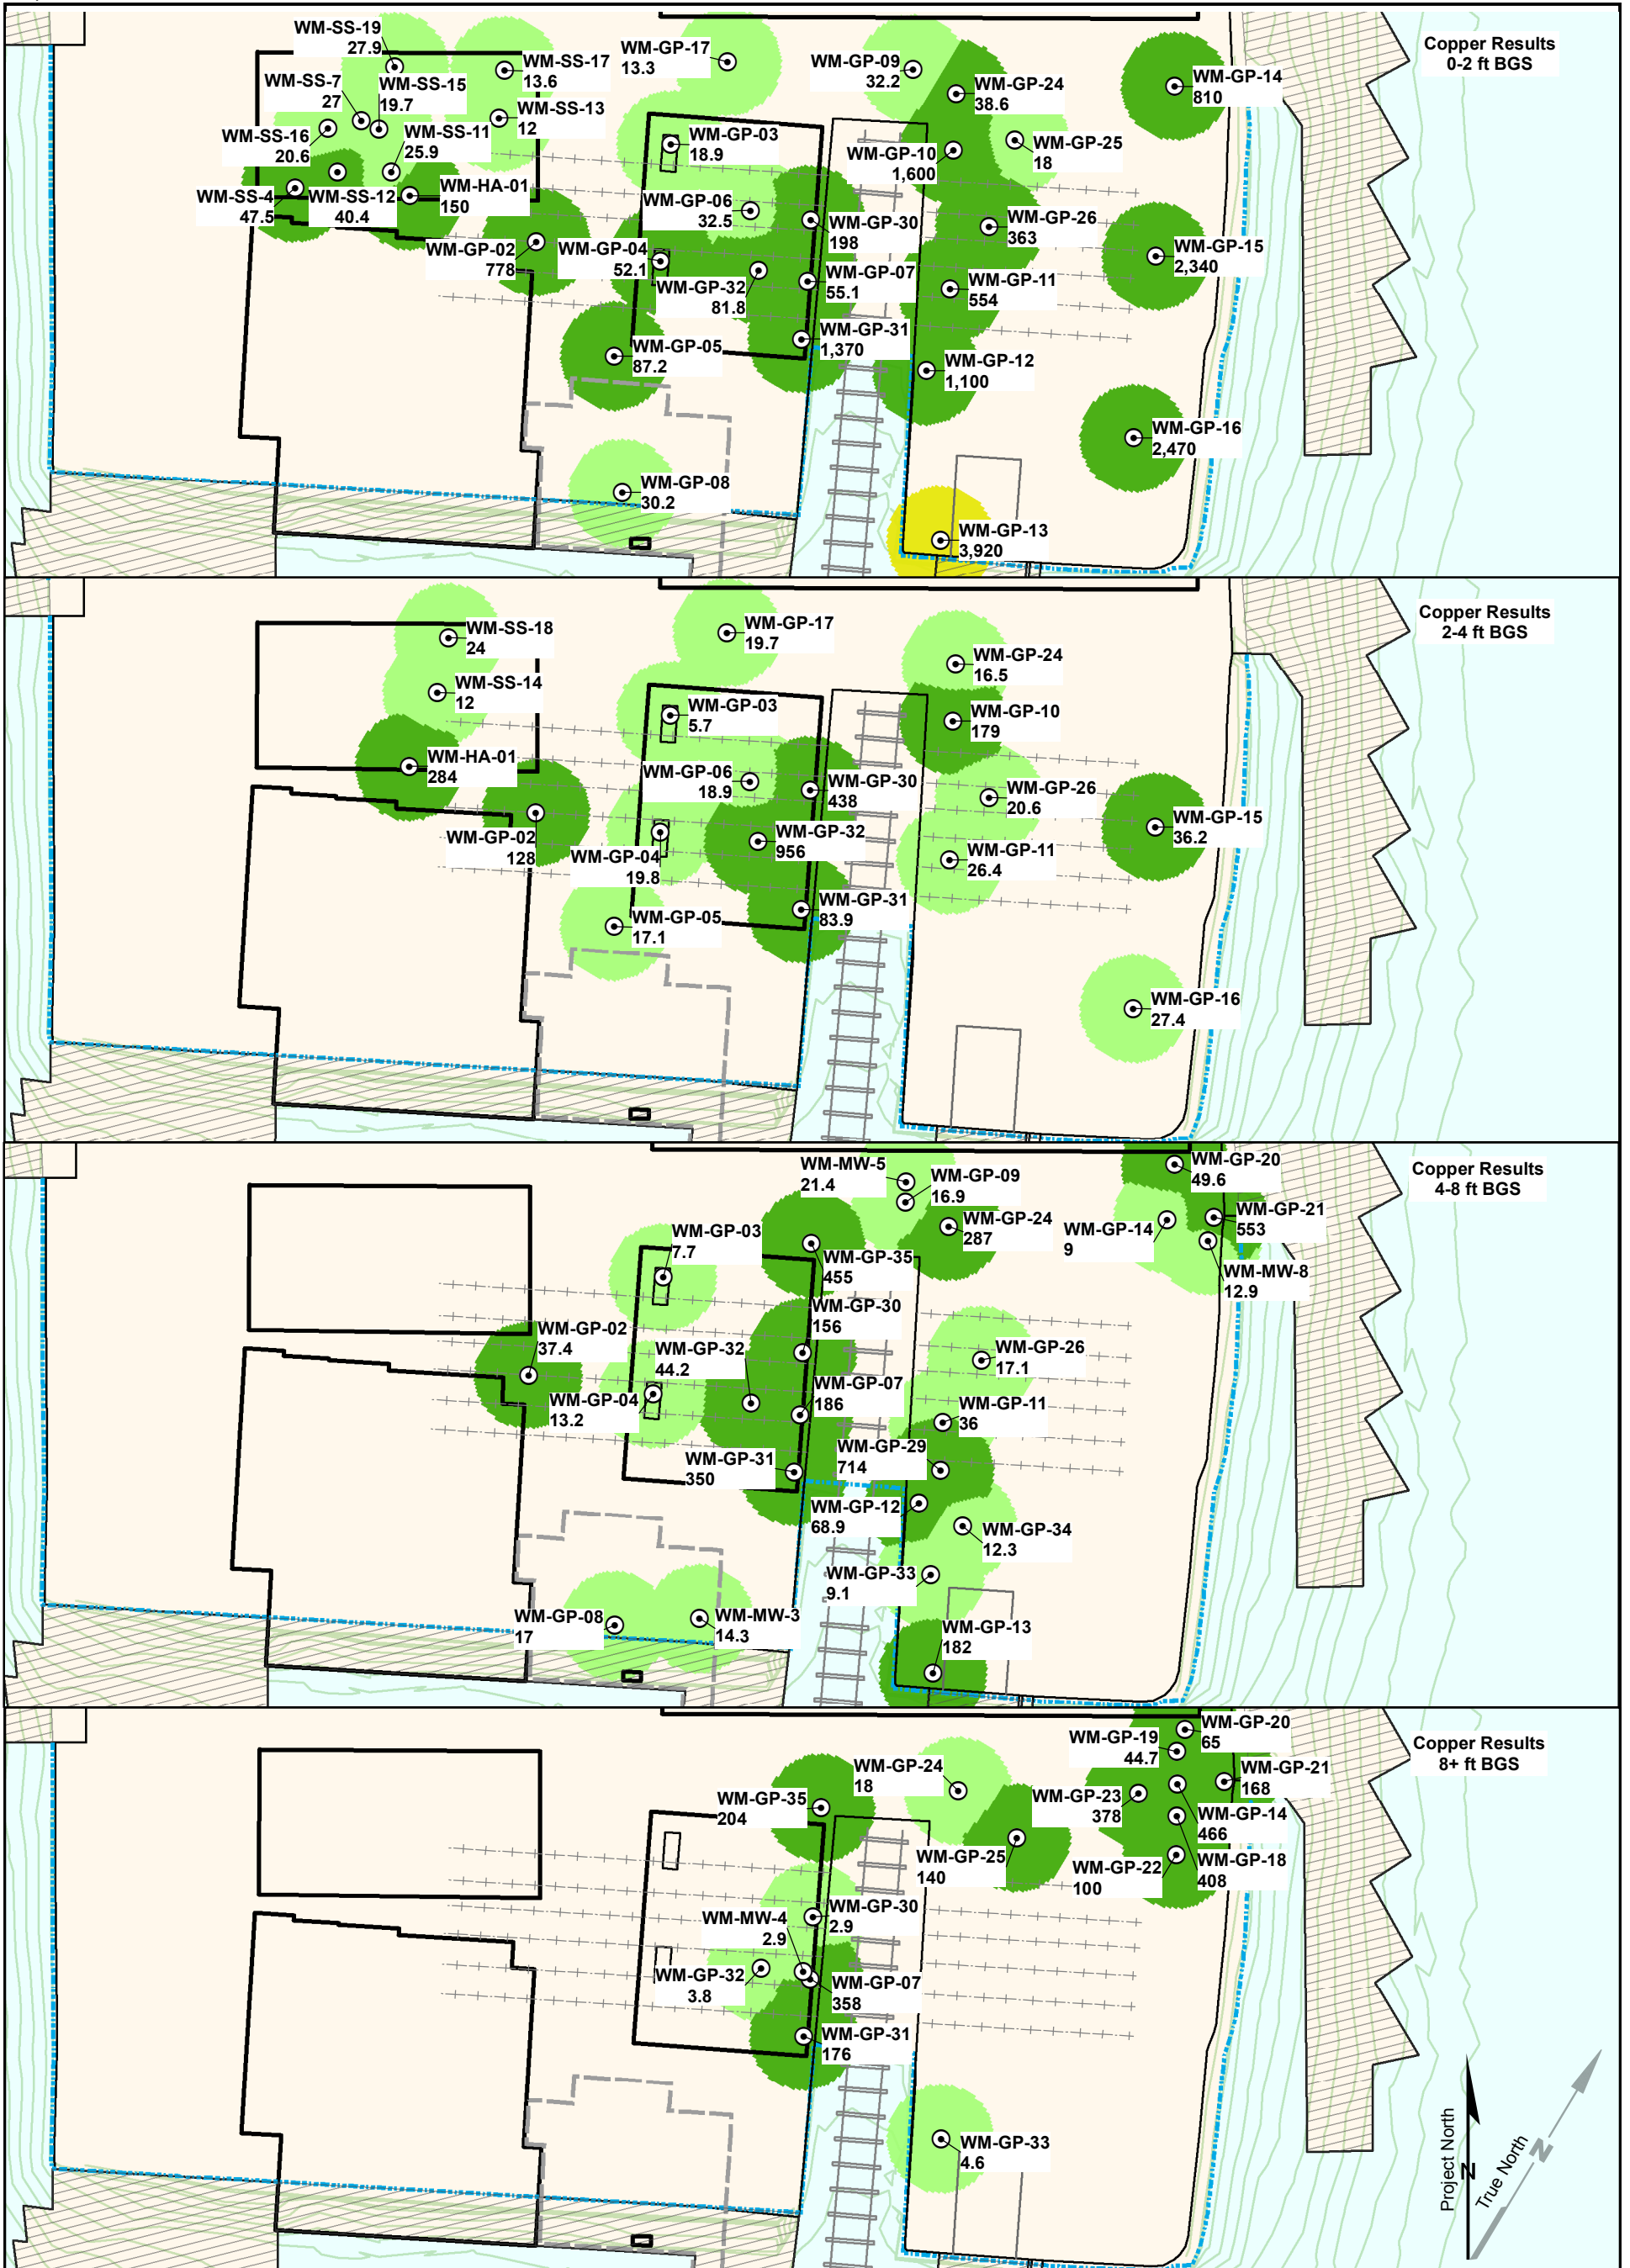 Copper Results
0-2 ft BGS
WM-SS-19
27.9
WM-SS-17
13.6
WM-GP-17
13.3
WM-GP-09
32.2
WM-GP-24
38.6
WM-GP-14
810
WM-SS-7
27
WM-SS-15
19.7
WM-SS-13
12
WM-SS-16
20.6
WM-SS-11
25.9
WM-GP-03
18.9
WM-GP-10
1,600
WM-GP-25
18
WM-SS-4
47.5
WM-SS-12
40.4
WM-HA-01
150
WM-GP-06
32.5
WM-GP-30
198
WM-GP-26
363
WM-GP-02
778
WM-GP-04
52.1
WM-GP-15
2,340
WM-GP-32
81.8
WM-GP-07
55.1
WM-GP-11
554
WM-GP-05
87.2
WM-GP-31
1,370
WM-GP-12
1,100
WM-GP-16
2,470
WM-GP-08
30.2
WM-GP-13
3,920
Copper Results
2-4 ft BGS
WM-SS-18
24
WM-GP-17
19.7
WM-GP-24
16.5
WM-SS-14
12
WM-GP-03
5.7
WM-GP-10
179
WM-HA-01
284
WM-GP-06
18.9
WM-GP-30
438
WM-GP-26
20.6
WM-GP-15
36.2
WM-GP-02
128
WM-GP-04
19.8
WM-GP-32
956
WM-GP-11
26.4
WM-GP-05
17.1
WM-GP-31
83.9
WM-GP-16
27.4
Copper Results
4-8 ft BGS
WM-MW-5
21.4
WM-GP-09
16.9
WM-GP-20
49.6
WM-GP-03
7.7
WM-GP-24
287
WM-GP-14
9
WM-GP-21
553
WM-GP-35
455
WM-MW-8
12.9
WM-GP-30
156
WM-GP-02
37.4
WM-GP-32
44.2
WM-GP-26
17.1
WM-GP-04
13.2
WM-GP-07
186
WM-GP-11
36
WM-GP-31
350
WM-GP-29
714
WM-GP-12
68.9
WM-GP-34
12.3
WM-GP-33
9.1
WM-GP-08
17
WM-MW-3
14.3
WM-GP-13
182
Copper Results
8+ ft BGS
WM-GP-20
65
WM-GP-19
44.7
WM-GP-24
18
WM-GP-21
168
WM-GP-35
204
WM-GP-23
378
WM-GP-14
466
WM-GP-25
140
WM-GP-22
100
WM-GP-18
408
WM-GP-30
2.9
WM-MW-4
2.9
WM-GP-32
3.8
WM-GP-07
358
WM-GP-31
176
WM-GP-33
4.6
Project North
N
True North
N